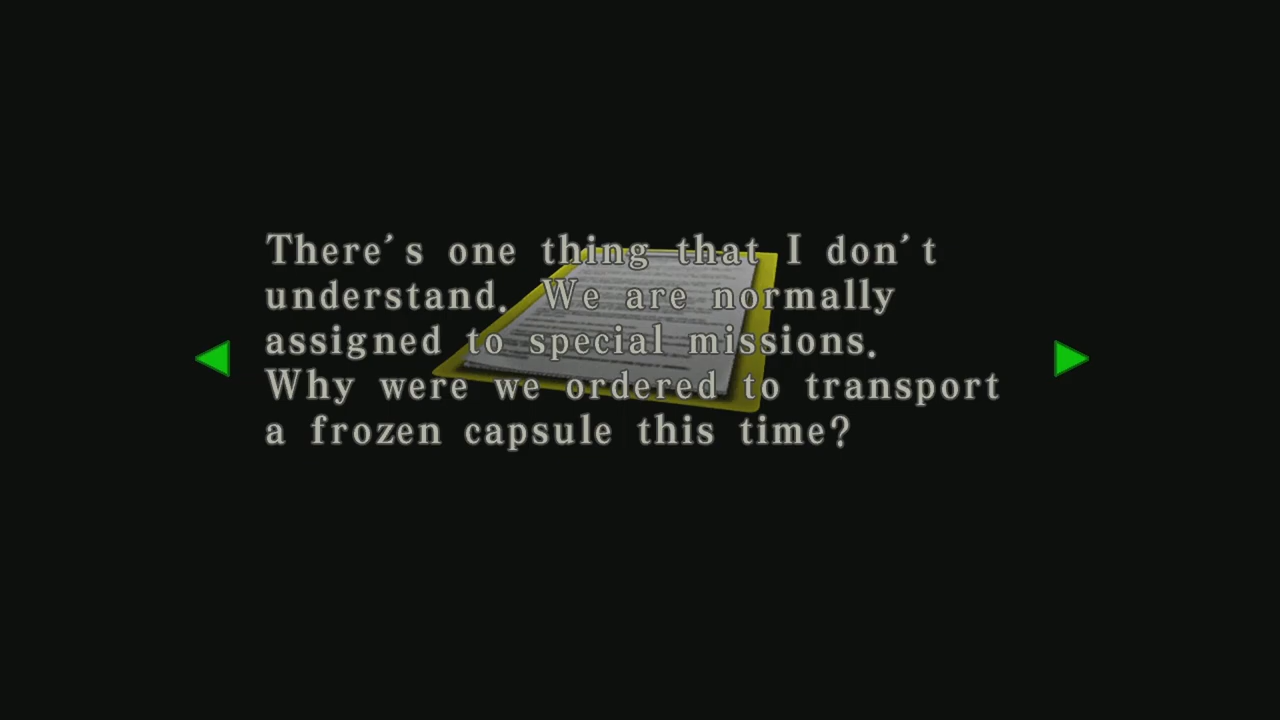 There's one thing that I don't
understand. We are normally
assigned to special missions.
Why were we ordered to transport
a frozen capsule this time?